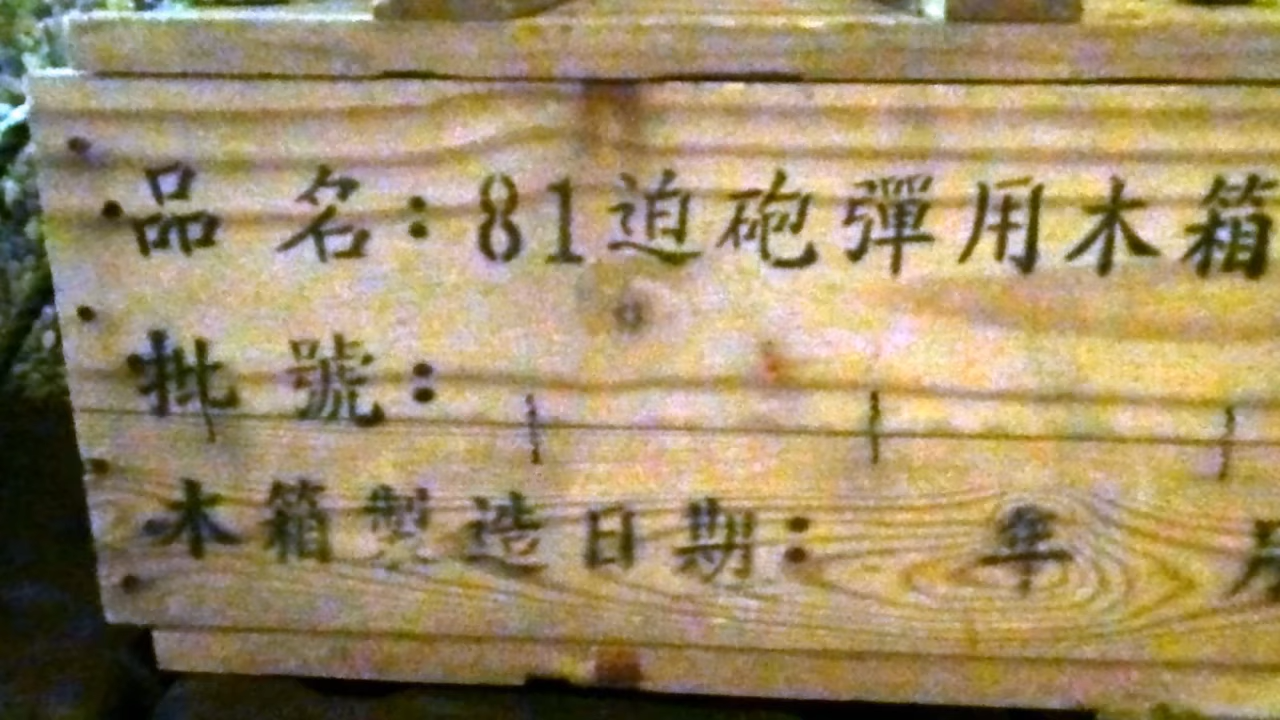 品名：81迫砲彈用木箱
批號：
木箱製造日期： 年 月